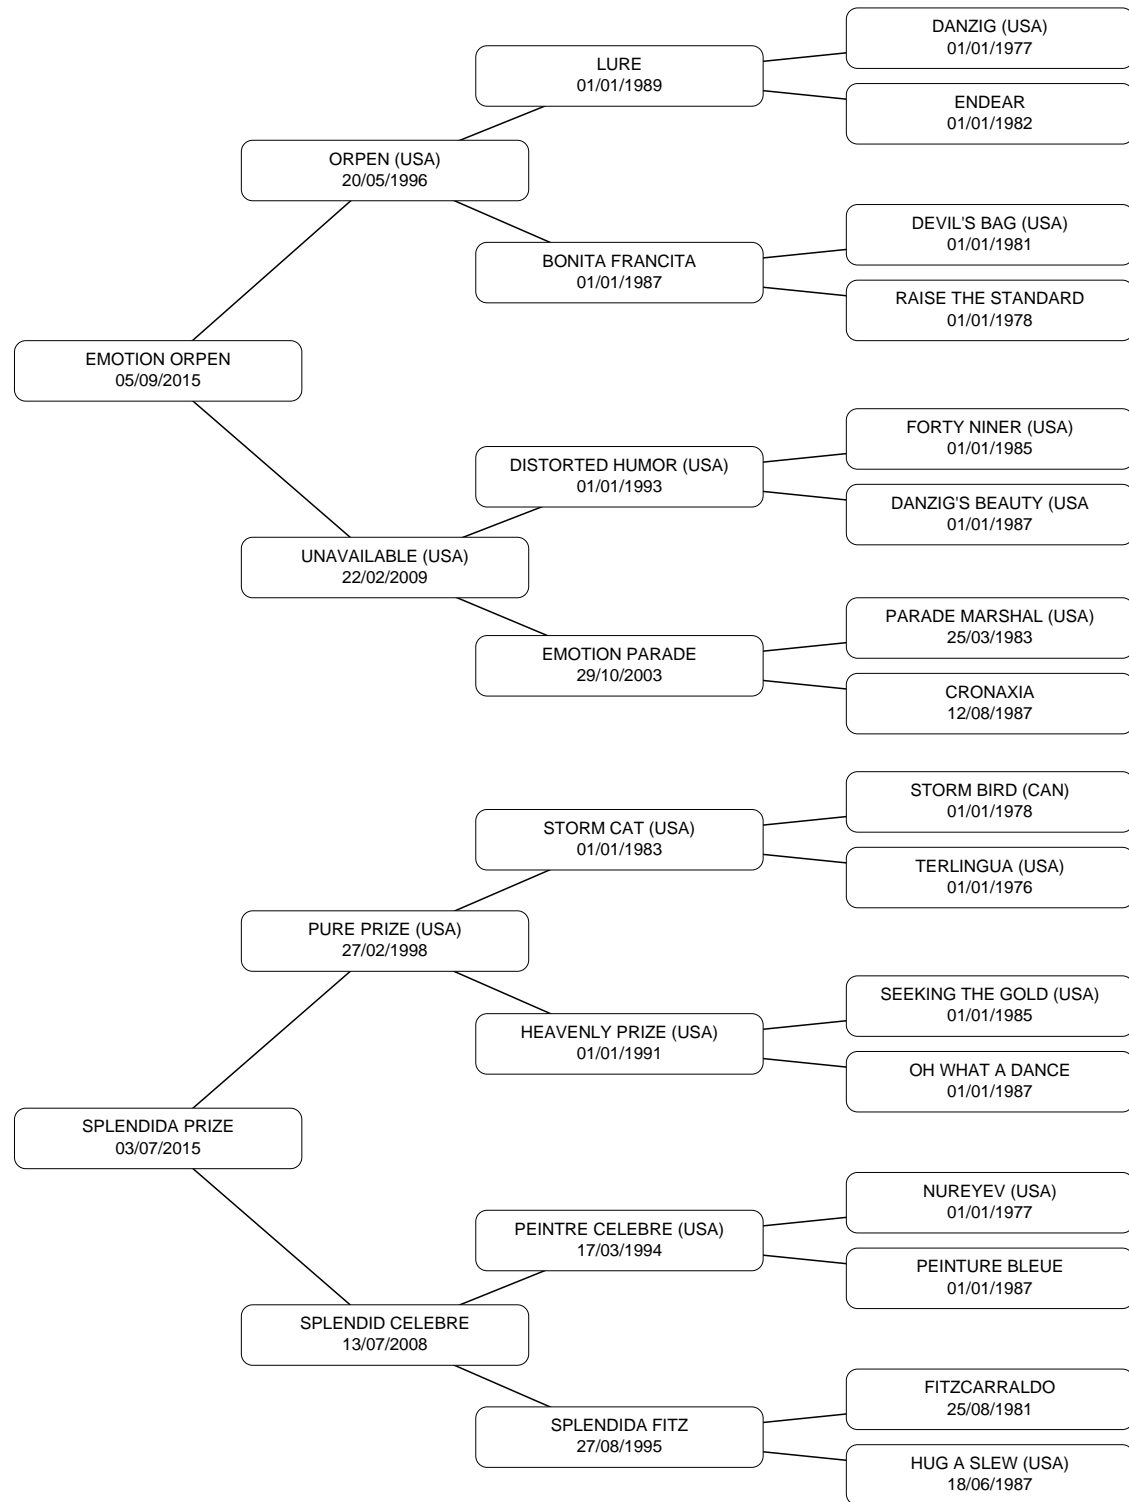 DANZIG (USA)
01/01/1977
LURE
01/01/1989
ENDEAR
01/01/1982
ORPEN (USA)
20/05/1996
DEVIL'S BAG (USA)
01/01/1981
BONITA FRANCITA
01/01/1987
RAISE THE STANDARD
01/01/1978
EMOTION ORPEN
05/09/2015
FORTY NINER (USA)
01/01/1985
DISTORTED HUMOR (USA)
01/01/1993
DANZIG'S BEAUTY (USA
01/01/1987
UNAVAILABLE (USA)
22/02/2009
PARADE MARSHAL (USA)
25/03/1983
EMOTION PARADE
29/10/2003
CRONAXIA
12/08/1987
STORM BIRD (CAN)
01/01/1978
STORM CAT (USA)
01/01/1983
TERLINGUA (USA)
01/01/1976
PURE PRIZE (USA)
27/02/1998
SEEKING THE GOLD (USA)
01/01/1985
HEAVENLY PRIZE (USA)
01/01/1991
OH WHAT A DANCE
01/01/1987
SPLENDIDA PRIZE
03/07/2015
NUREYEV (USA)
01/01/1977
PEINTRE CELEBRE (USA)
17/03/1994
PEINTURE BLEUE
01/01/1987
SPLENDID CELEBRE
13/07/2008
FITZCARRALDO
25/08/1981
SPLENDIDA FITZ
27/08/1995
HUG A SLEW (USA)
18/06/1987